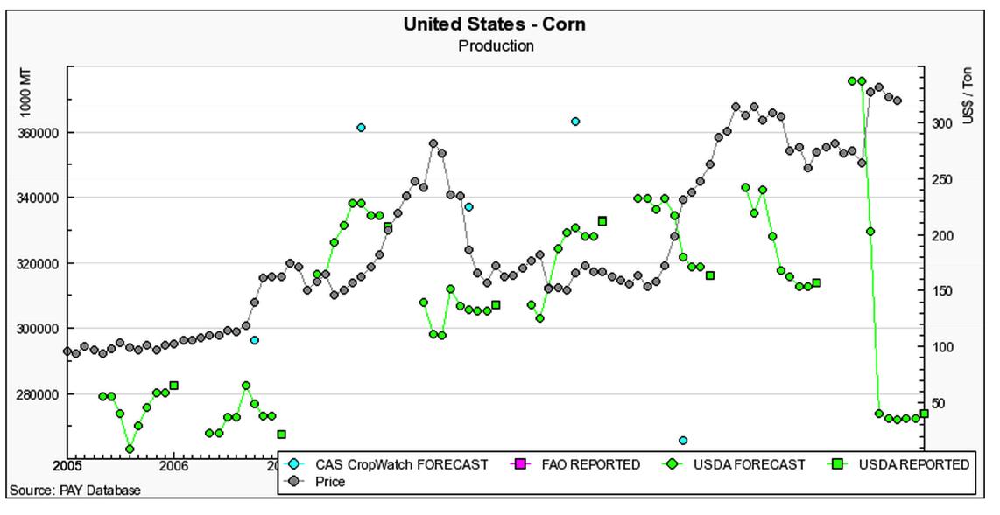 United States - Corn
Production
1000 MT
US$ / Ton
360000
340000
320000
300000
280000
300
250
200
150
100
50
2005
2006
20
CAS CropWatch FORECAST
FAO REPORTED
USDA FORECAST
USDA REPORTED
Price
Source: PAY Database